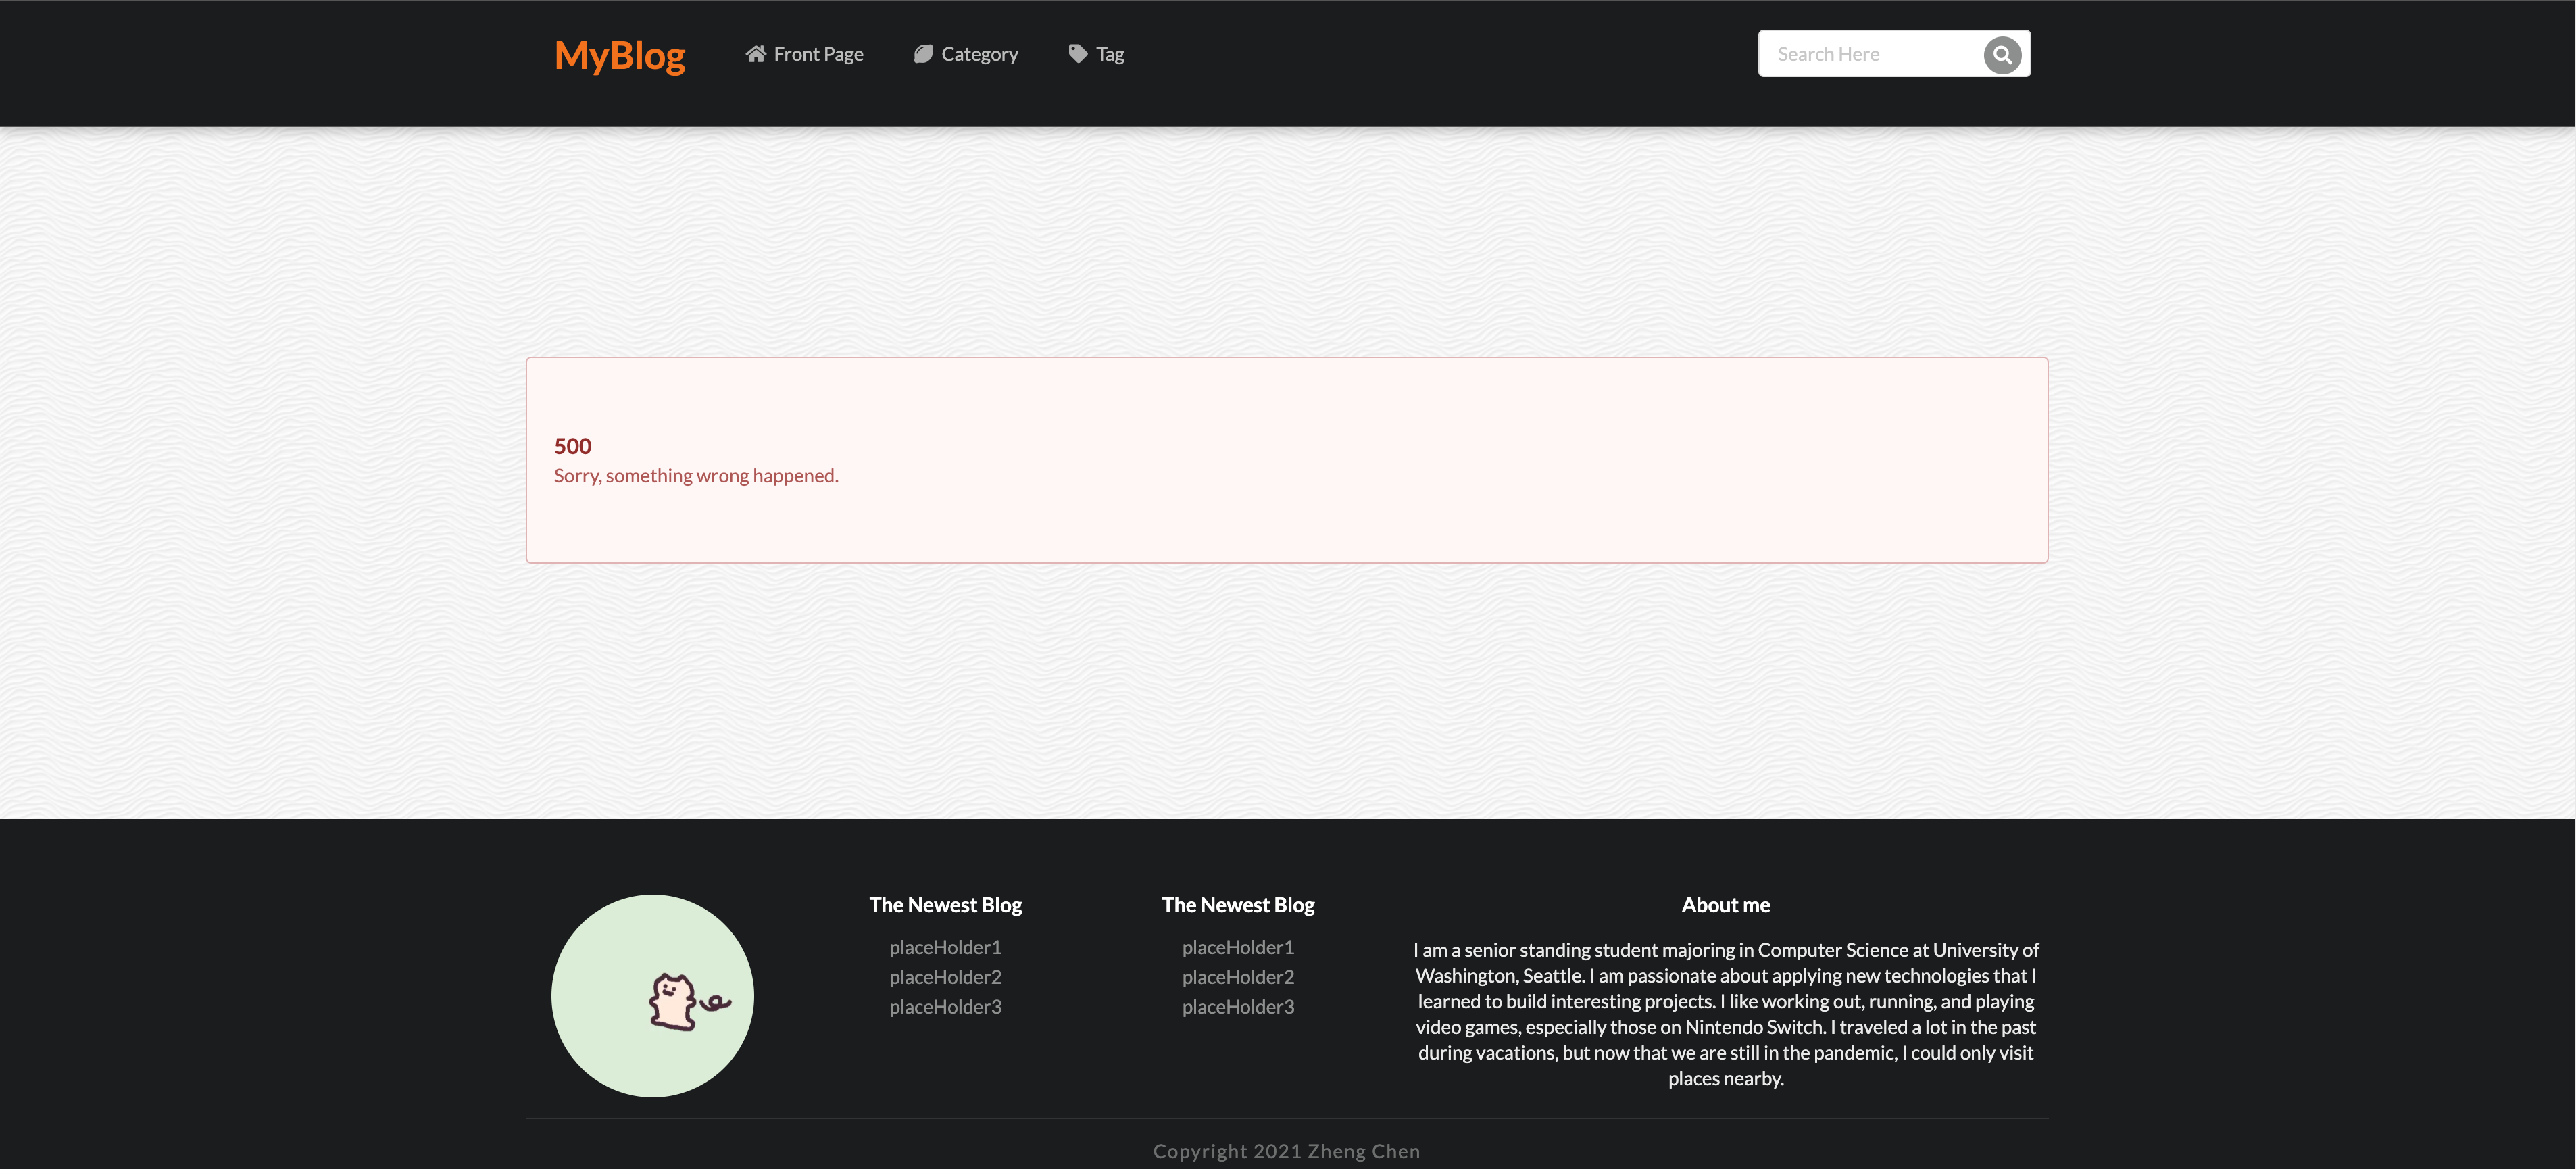 MyBlog
Front Page
Category
Tag
Search Here
500
Sorry, something wrong happened.
The Newest Blog
placeHolder1
placeHolder2
placeHolder3
The Newest Blog
placeHolder1
placeHolder2
placeHolder3
About me
I am a senior standing student majoring in Computer Science at University of
Washington, Seattle. I am passionate about applying new technologies that I
learned to build interesting projects. I like working out, running, and playing
video games, especially those on Nintendo Switch. I traveled a lot in the past
during vacations, but now that we are still in the pandemic, I could only visit
places nearby.
Copyright 2021 Zheng Chen